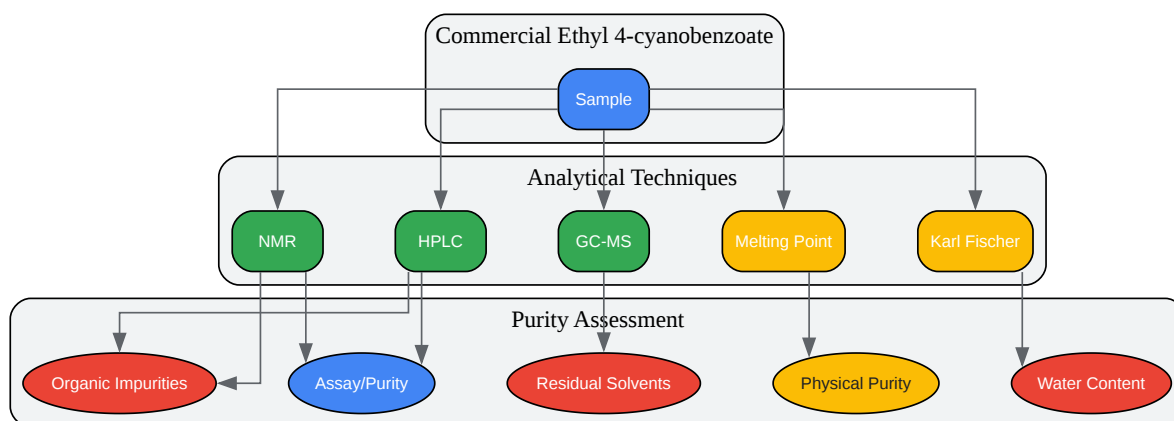 Commercial Ethyl 4-cyanobenzoate
Sample
Analytical Techniques
NMR
HPLC
GC-MS
Melting Point
Karl Fischer
Purity Assessment
Organic Impurities
Assay/Purity
Residual Solvents
Physical Purity
Water Content